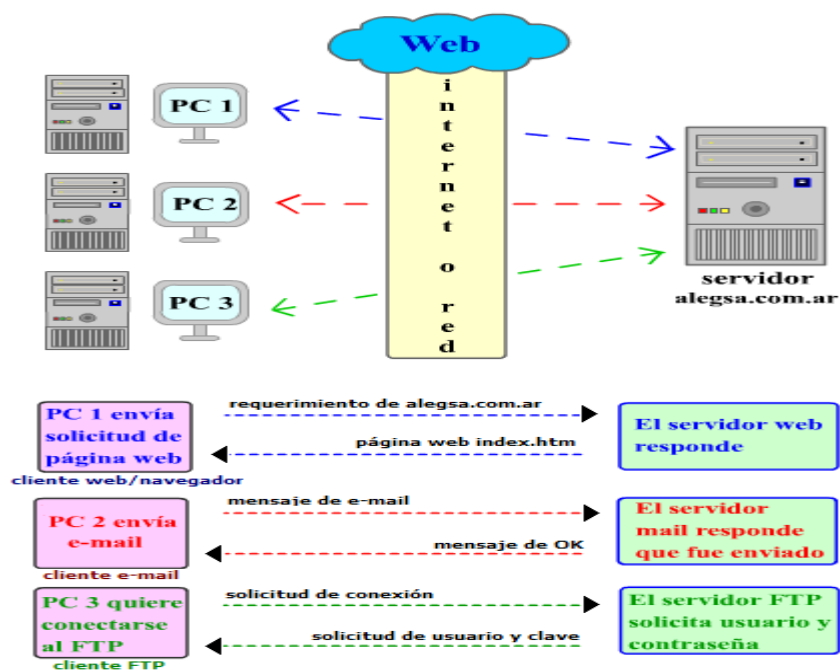 Web
internet o red
PC 1
PC 2
PC 3
servidor
alegsa.com.ar
PC 1 envía
solicitud de
página web
cliente web/navegador
requerimiento de alegsa.com.ar
página web index.htm
El servidor web
responde
PC 2 envía
e-mail
cliente e-mail
mensaje de e-mail
mensaje de OK
El servidor
mail responde
que fue enviado
PC 3 quiere
conectarse
al FTP
cliente FTP
solicitud de conexión
solicitud de usuario y clave
El servidor FTP
solicita usuario y
contraseña